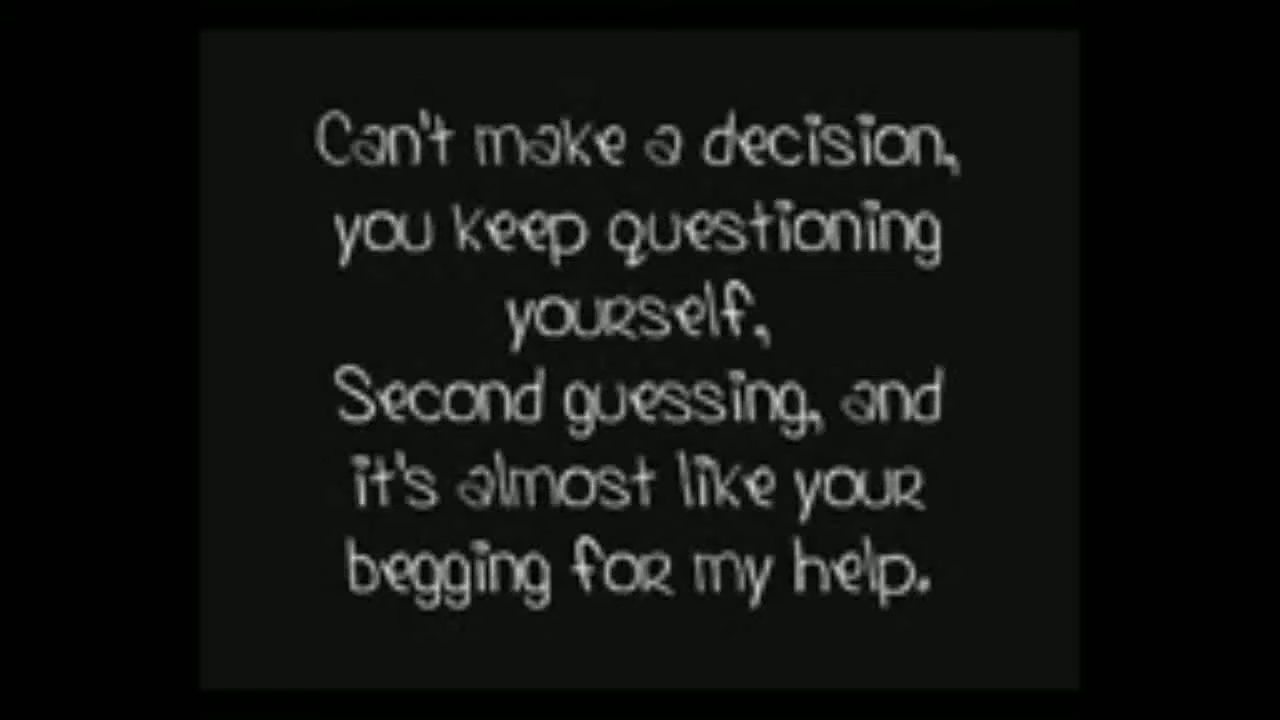 Can't make a decision,
you keep questioning
yourself,
Second guessing, and
it's almost like your
begging for my help.